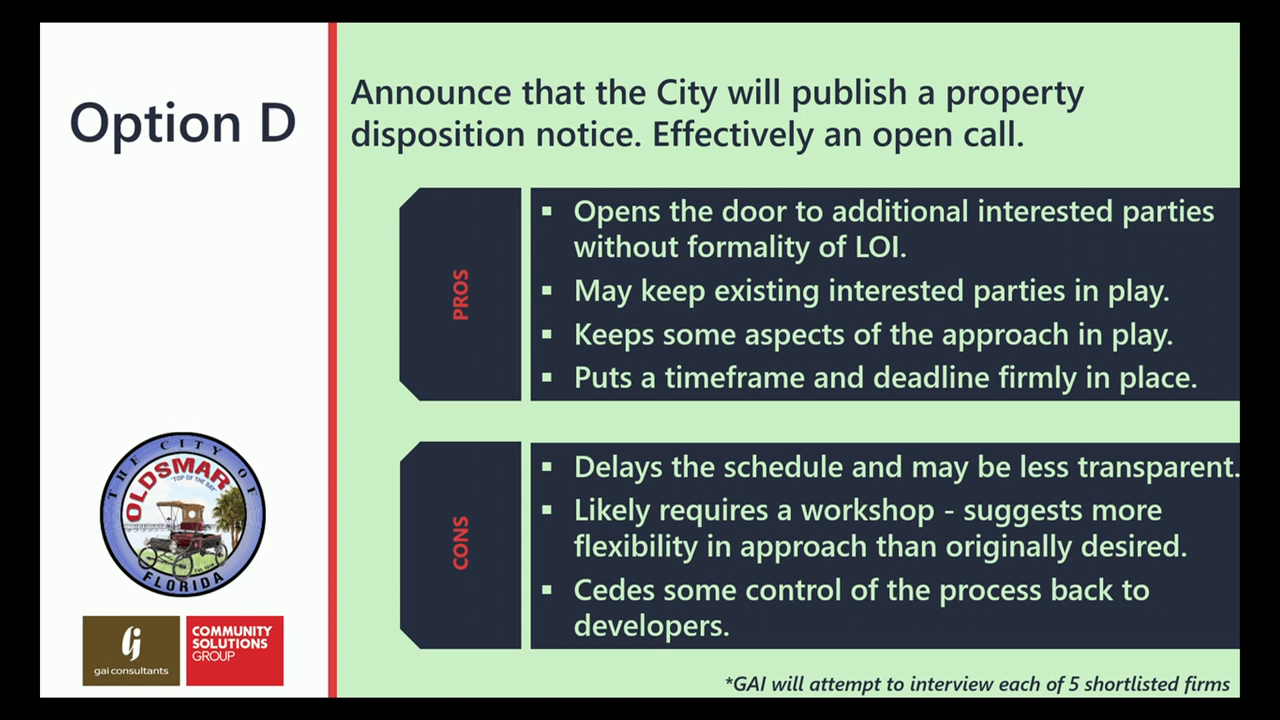 Option D
Announce that the City will publish a property
disposition notice. Effectively an open call.
PROS
▪ Opens the door to additional interested parties
without formality of LOI.
▪ May keep existing interested parties in play.
▪ Keeps some aspects of the approach in play.
▪ Puts a timeframe and deadline firmly in place.
CONS
▪ Delays the schedule and may be less transparent.
▪ Likely requires a workshop - suggests more
flexibility in approach than originally desired.
▪ Cedes some control of the process back to
developers.
THE CITY OF
OLDSMAR
"TOP OF THE BAY"
FLORIDA
gai consultants
COMMUNITY
SOLUTIONS
GROUP
*GAI will attempt to interview each of 5 shortlisted firms